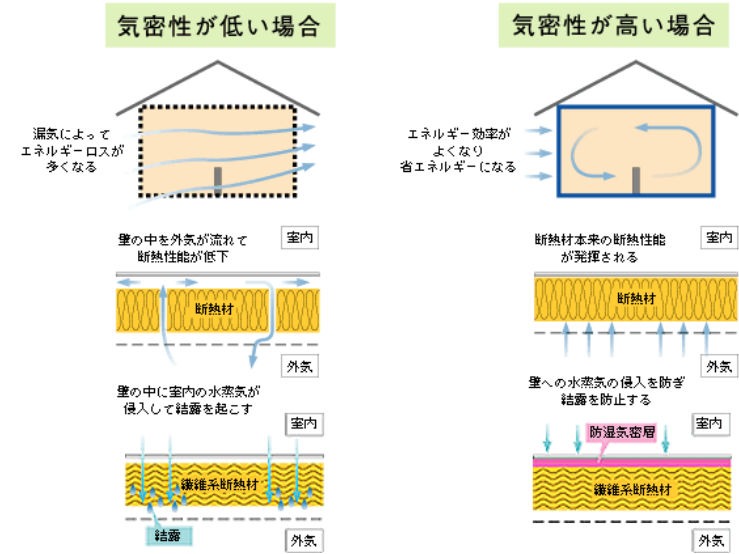 気密性が低い場合
漏気によって
エネルギーロスが
多くなる
壁の中を外気が流れて
断熱性能が低下
室内
断熱材
外気
壁の中に室内の水蒸気が
侵入して結露を起こす
室内
繊維系断熱材
結露
外気
気密性が高い場合
エネルギー効率が
よくなり
省エネルギーになる
断熱材本来の断熱性能
が発揮される
室内
断熱材
外気
壁への水蒸気の侵入を防ぎ
結露を防止する
室内
防湿気密層
繊維系断熱材
外気